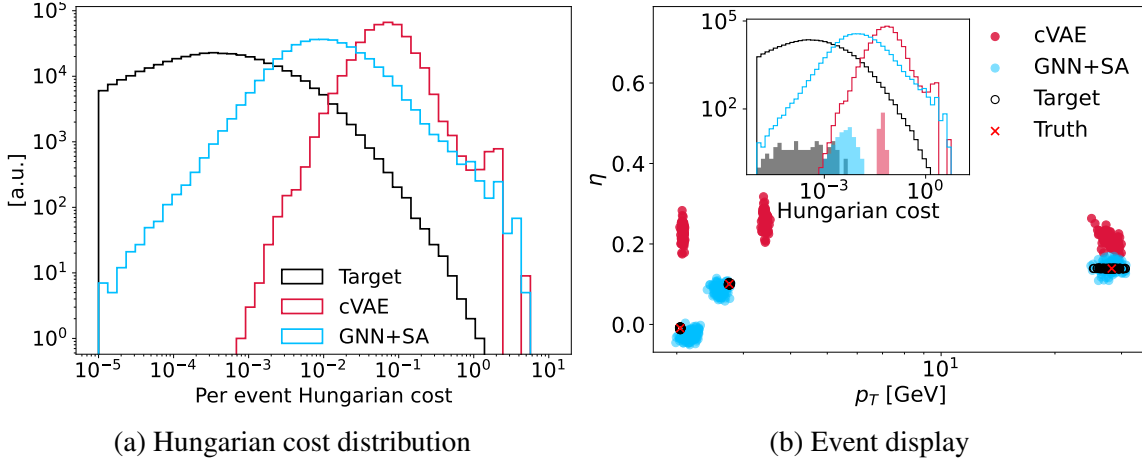 10^5
10^4
10^3
10^2
10^1
10^0
[a.u.]
Target
cVAE
GNN+SA
10^-5
10^-4
10^-3
10^-2
10^-1
10^0
10^1
Per event Hungarian cost
(a) Hungarian cost distribution
0.6
0.4
0.2
0.0
η
10^5
10^2
10^-3
10^0
Hungarian cost
cVAE
GNN+SA
Target
Truth
10^1
p_T [GeV]
(b) Event display